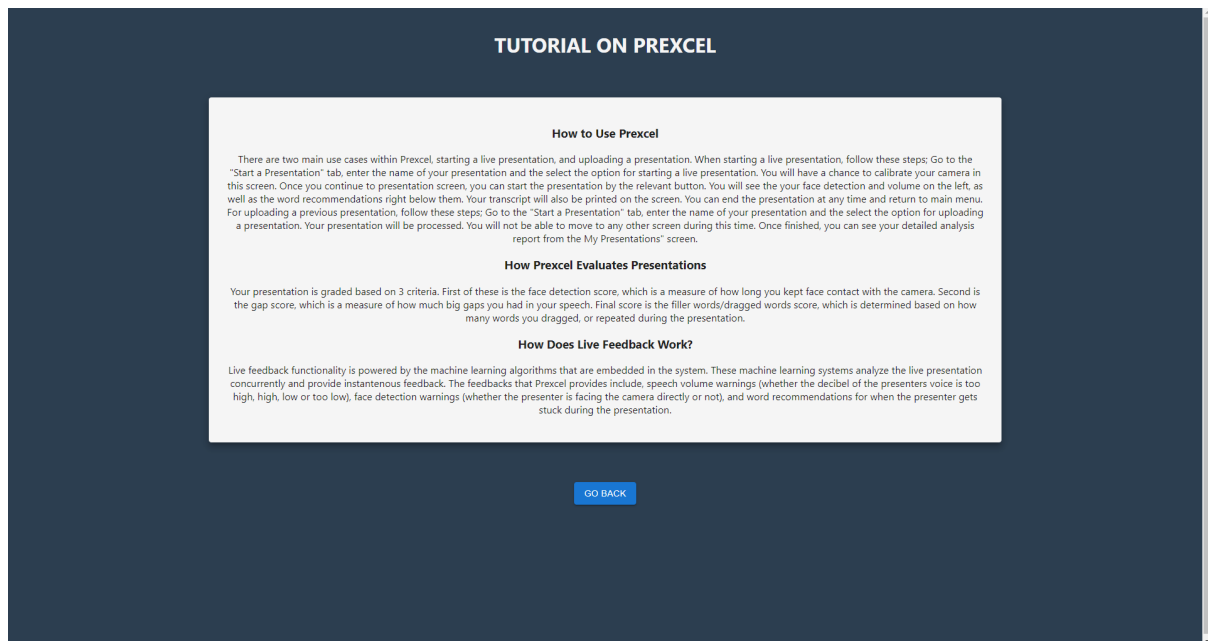 TUTORIAL ON PREXCEL
How to Use Prexcel
There are two main use cases within Prexcel, starting a live presentation, and uploading a presentation. When starting a live presentation, follow these steps; Go to the
"Start a Presentation" tab, enter the name of your presentation and the select the option for starting a live presentation. You will have a chance to calibrate your camera in
this screen. Once you continue to presentation screen, you can start the presentation by the relevant button. You will see the your face detection and volume on the left, as
well as the word recommendations right below them. Your transcript will also be printed on the screen. You can end the presentation at any time and return to main menu.
For uploading a previous presentation, follow these steps; Go to the "Start a Presentation" tab, enter the name of your presentation and the select the option for uploading
a presentation. Your presentation will be processed. You will not be able to move to any other screen during this time. Once finished, you can see your detailed analysis
report from the My Presentations" screen.
How Prexcel Evaluates Presentations
Your presentation is graded based on 3 criteria. First of these is the face detection score, which is a measure of how long you kept face contact with the camera. Second is
the gap score, which is a measure of how much big gaps you had in your speech. Final score is the filler words/dragged words score, which is determined based on how
many words you dragged, or repeated during the presentation.
How Does Live Feedback Work?
Live feedback functionality is powered by the machine learning algorithms that are embedded in the system. These machine learning systems analyze the live presentation
concurrently and provide instantenous feedback. The feedbacks that Prexcel provides include, speech volume warnings (whether the decibel of the presenters voice is too
high, high, low or too low), face detection warnings (whether the presenter is facing the camera directly or not), and word recommendations for when the presenter gets
stuck during the presentation.
GO BACK